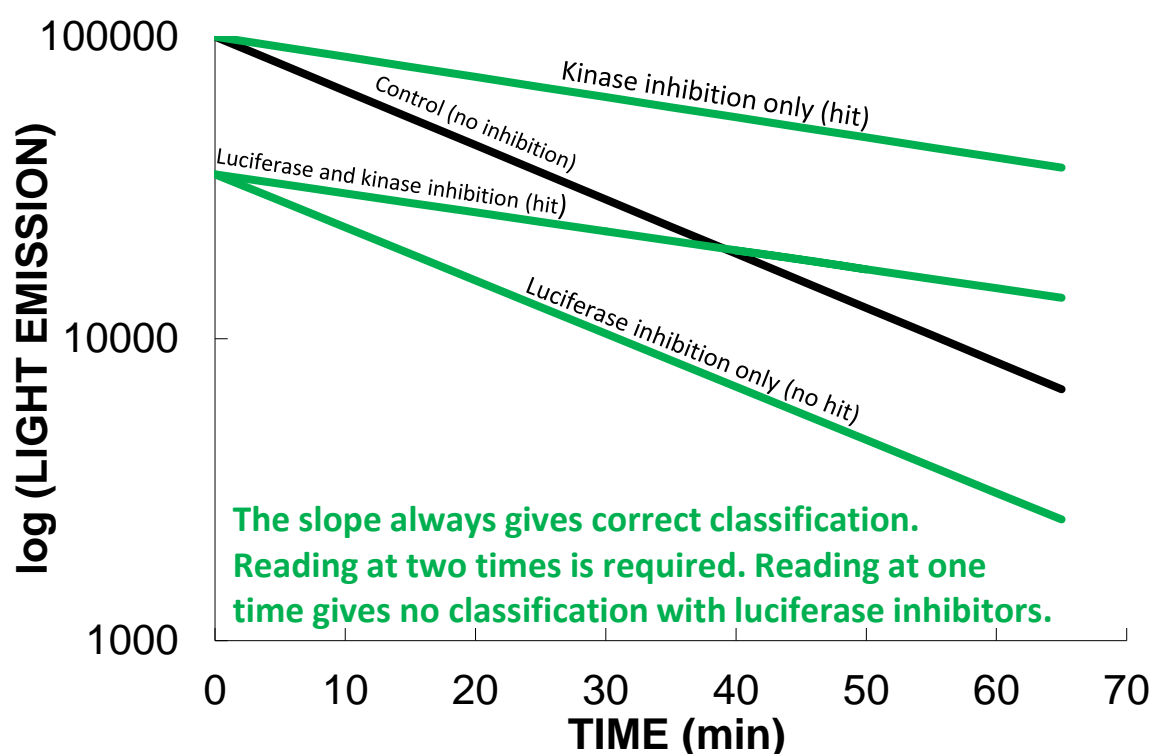 100000
Kinase inhibition only (hit)
Control (no inhibition)
Luciferase and kinase inhibition (hit)
log (LIGHT EMISSION)
10000
Luciferase inhibition only (no hit)
The slope always gives correct classification.
Reading at two times is required. Reading at one
time gives no classification with luciferase inhibitors.
1000
0 10 20 30 40 50 60 70
TIME (min)